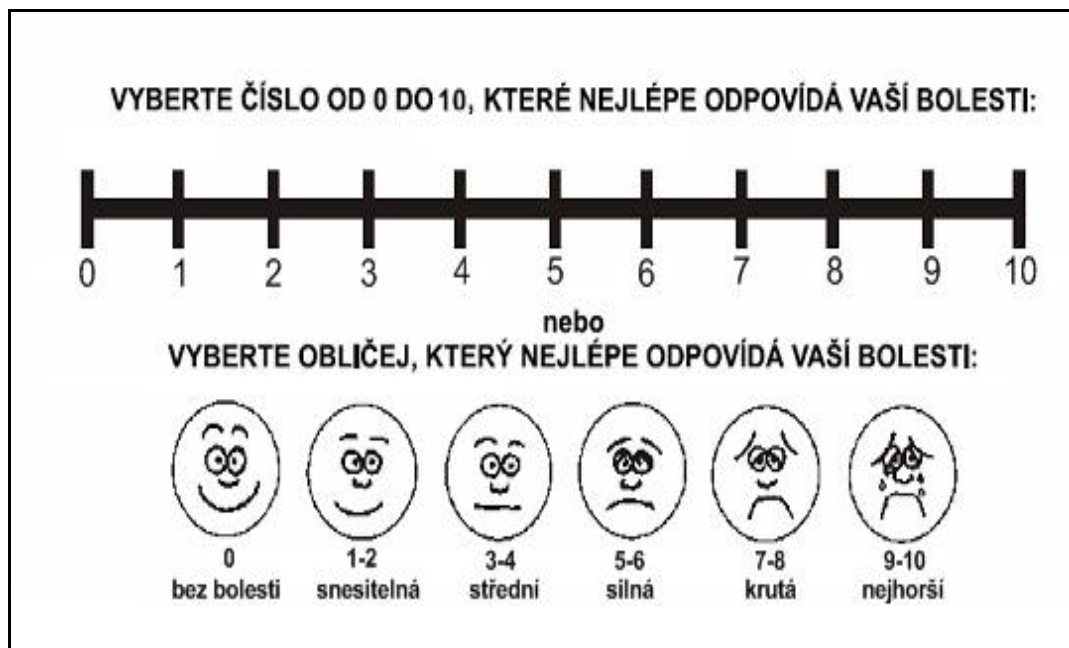 VYBERTE ČÍSLO OD 0 DO 10, KTERÉ NEJLÉPE ODPOVÍDÁ VAŠÍ BOLESTI:
0 1 2 3 4 5 6 7 8 9 10
nebo
VYBERTE OBLIČEJ, KTERÝ NEJLÉPE ODPOVÍDÁ VAŠÍ BOLESTI:
0 1-2 3-4 5-6 7-8 9-10
bez bolesti snesitelná střední silná krutá nejhorší